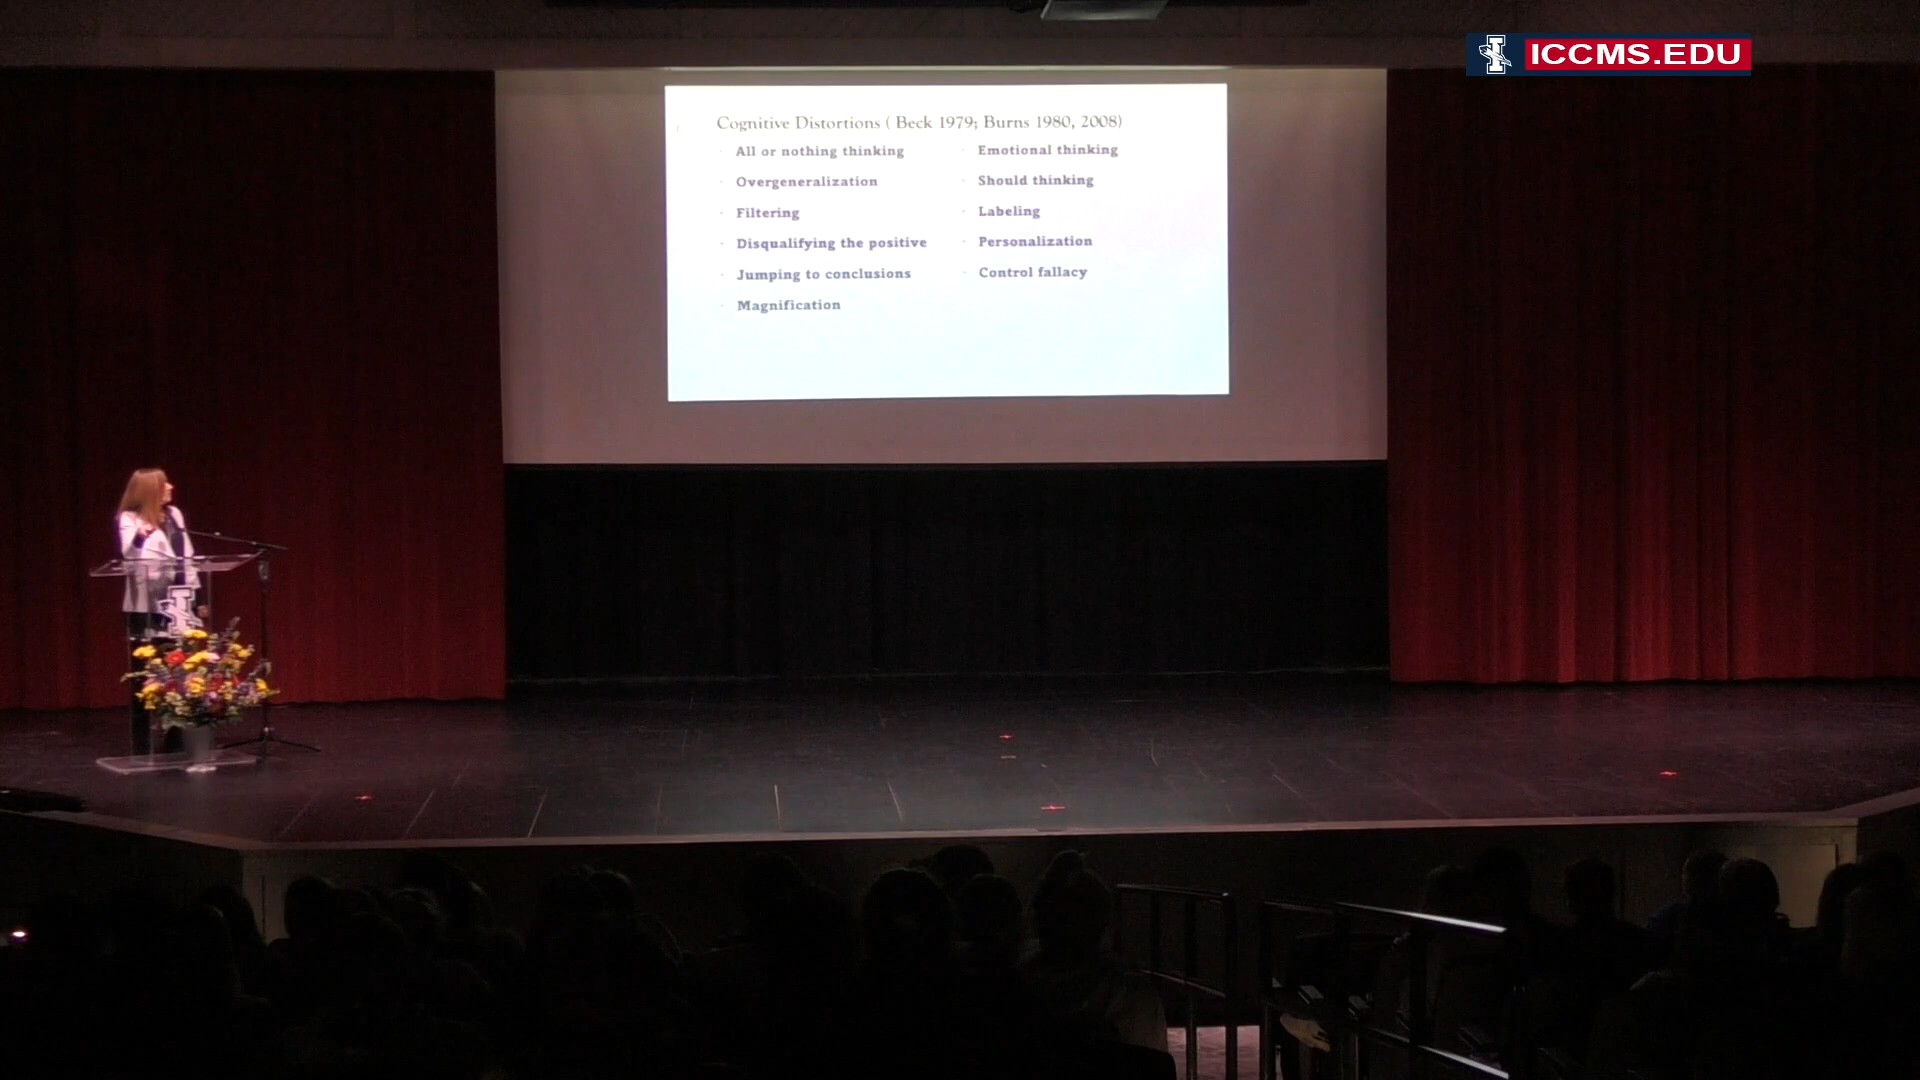 ICCMS.EDU
Cognitive Distortions ( Beck 1979; Burns 1980, 2008)
All or nothing thinking
Overgeneralization
Filtering
Disqualifying the positive
Jumping to conclusions
Magnification
Emotional thinking
Should thinking
Labeling
Personalization
Control fallacy
I